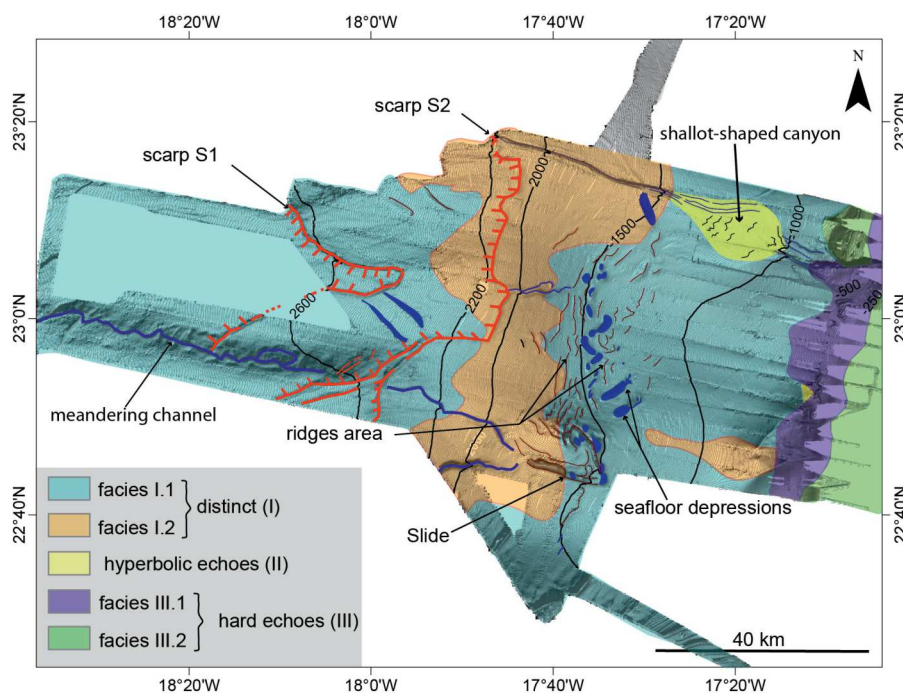 18°20'W 18°0'W 17°40'W 17°20'W
N
23°20'N 23°20'N
scarp S2
shallot-shaped canyon
scarp S1
2000
-1500
-1000
2600
2200
-500
-250
23°0'N 23°0'N
meandering channel
ridges area
seafloor depressions
Slide
22°40'N 22°40'N
facies I.1
distinct (I)
facies I.2
hyperbolic echoes (II)
facies III.1
hard echoes (III)
facies III.2
40 km
18°20'W 18°0'W 17°40'W 17°20'W